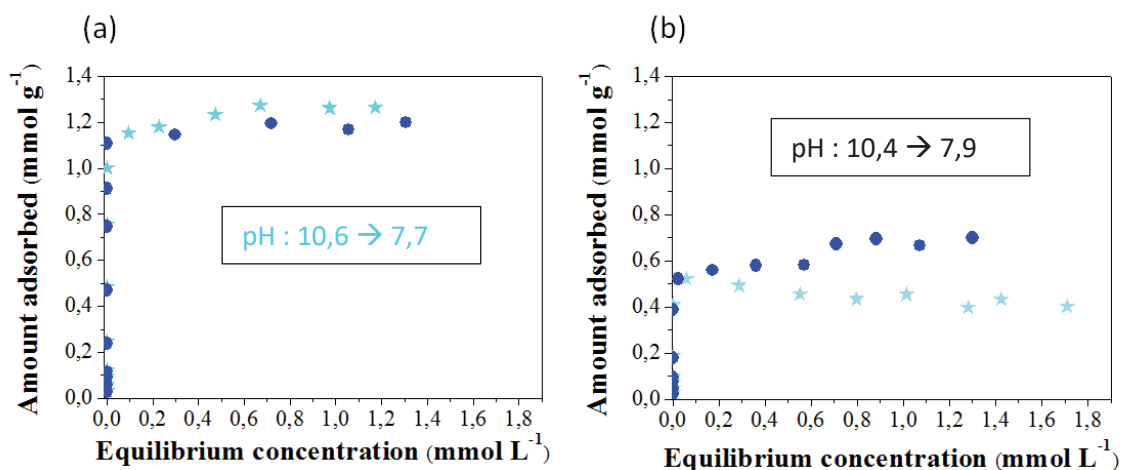 (a)
(b)
1,4
1,2
1,0
0,8
0,6
0,4
0,2
0,0
Amount adsorbed (mmol g-1)
pH : 10,6 → 7,7
0,0 0,2 0,4 0,6 0,8 1,0 1,2 1,4 1,6 1,8
Equilibrium concentration (mmol L-1)
1,4
1,2
1,0
0,8
0,6
0,4
0,2
0,0
Amount adsorbed (mmol g-1)
pH : 10,4 → 7,9
0,0 0,2 0,4 0,6 0,8 1,0 1,2 1,4 1,6 1,8
Equilibrium concentration (mmol L-1)